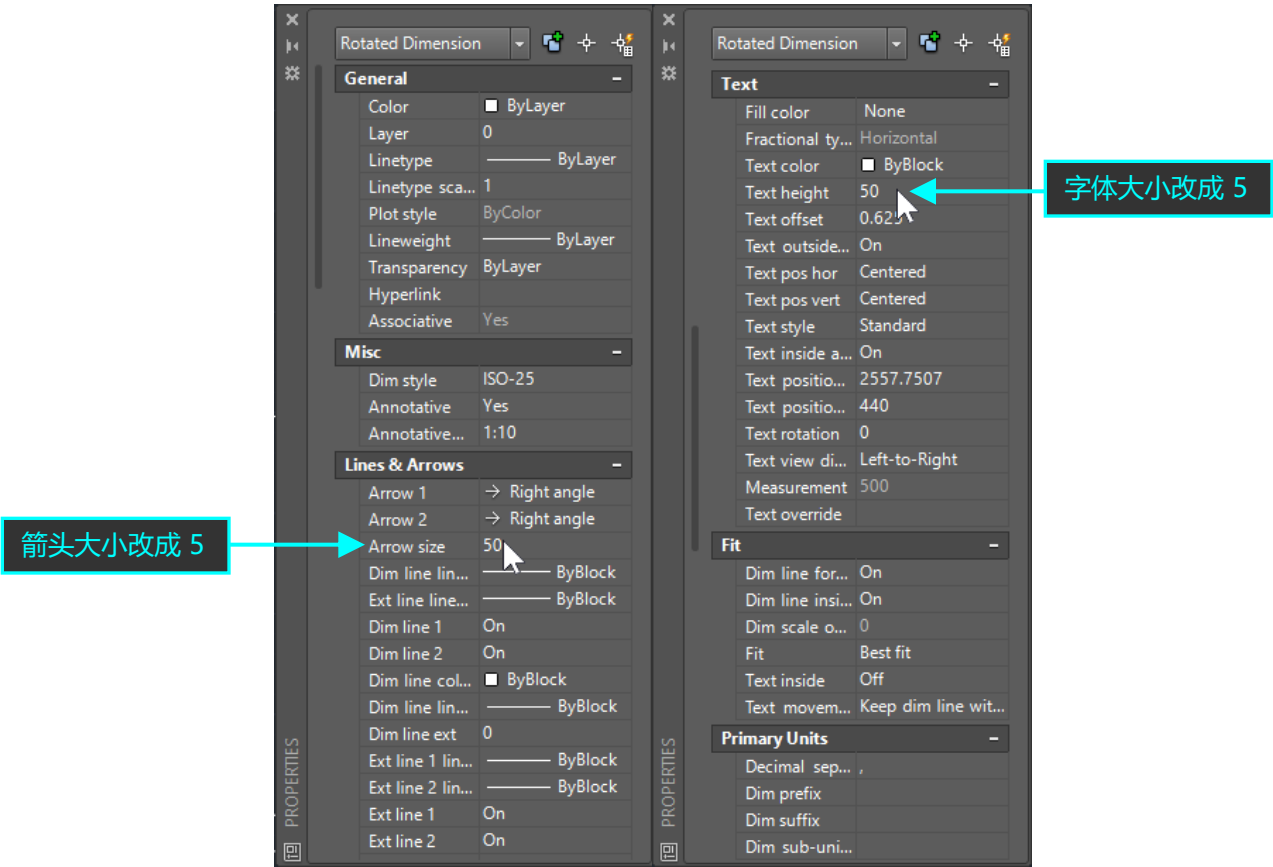 Rotated Dimension
General
Color ByLayer
Layer 0
Linetype ByLayer
Linetype sca... 1
Plot style ByColor
Lineweight ByLayer
Transparency ByLayer
Hyperlink
Associative Yes
Misc
Dim style ISO-25
Annotative Yes
Annotative... 1:10
Lines & Arrows
Arrow 1 Right angle
Arrow 2 Right angle
箭头大小改成 5
Arrow size 50
Dim line lin... ByBlock
Ext line line... ByBlock
Dim line 1 On
Dim line 2 On
Dim line col... ByBlock
Dim line lin... ByBlock
Dim line ext 0
Ext line 1 lin... ByBlock
Ext line 2 lin... ByBlock
Ext line 1 On
Ext line 2 On
PROPERTIES
Rotated Dimension
Text
Fill color None
Fractional ty... Horizontal
Text color ByBlock
Text height 50
字体大小改成 5
Text offset 0.625
Text outside... On
Text pos hor Centered
Text pos vert Centered
Text style Standard
Text inside a... On
Text positio... 2557.7507
Text positio... 440
Text rotation 0
Text view di... Left-to-Right
Measurement 500
Text override
Fit
Dim line for... On
Dim line insi... On
Dim scale o... 0
Fit Best fit
Text inside Off
Text movem... Keep dim line wit...
Primary Units
Decimal sep... ,
Dim prefix
Dim suffix
Dim sub-uni...
PROPERTIES